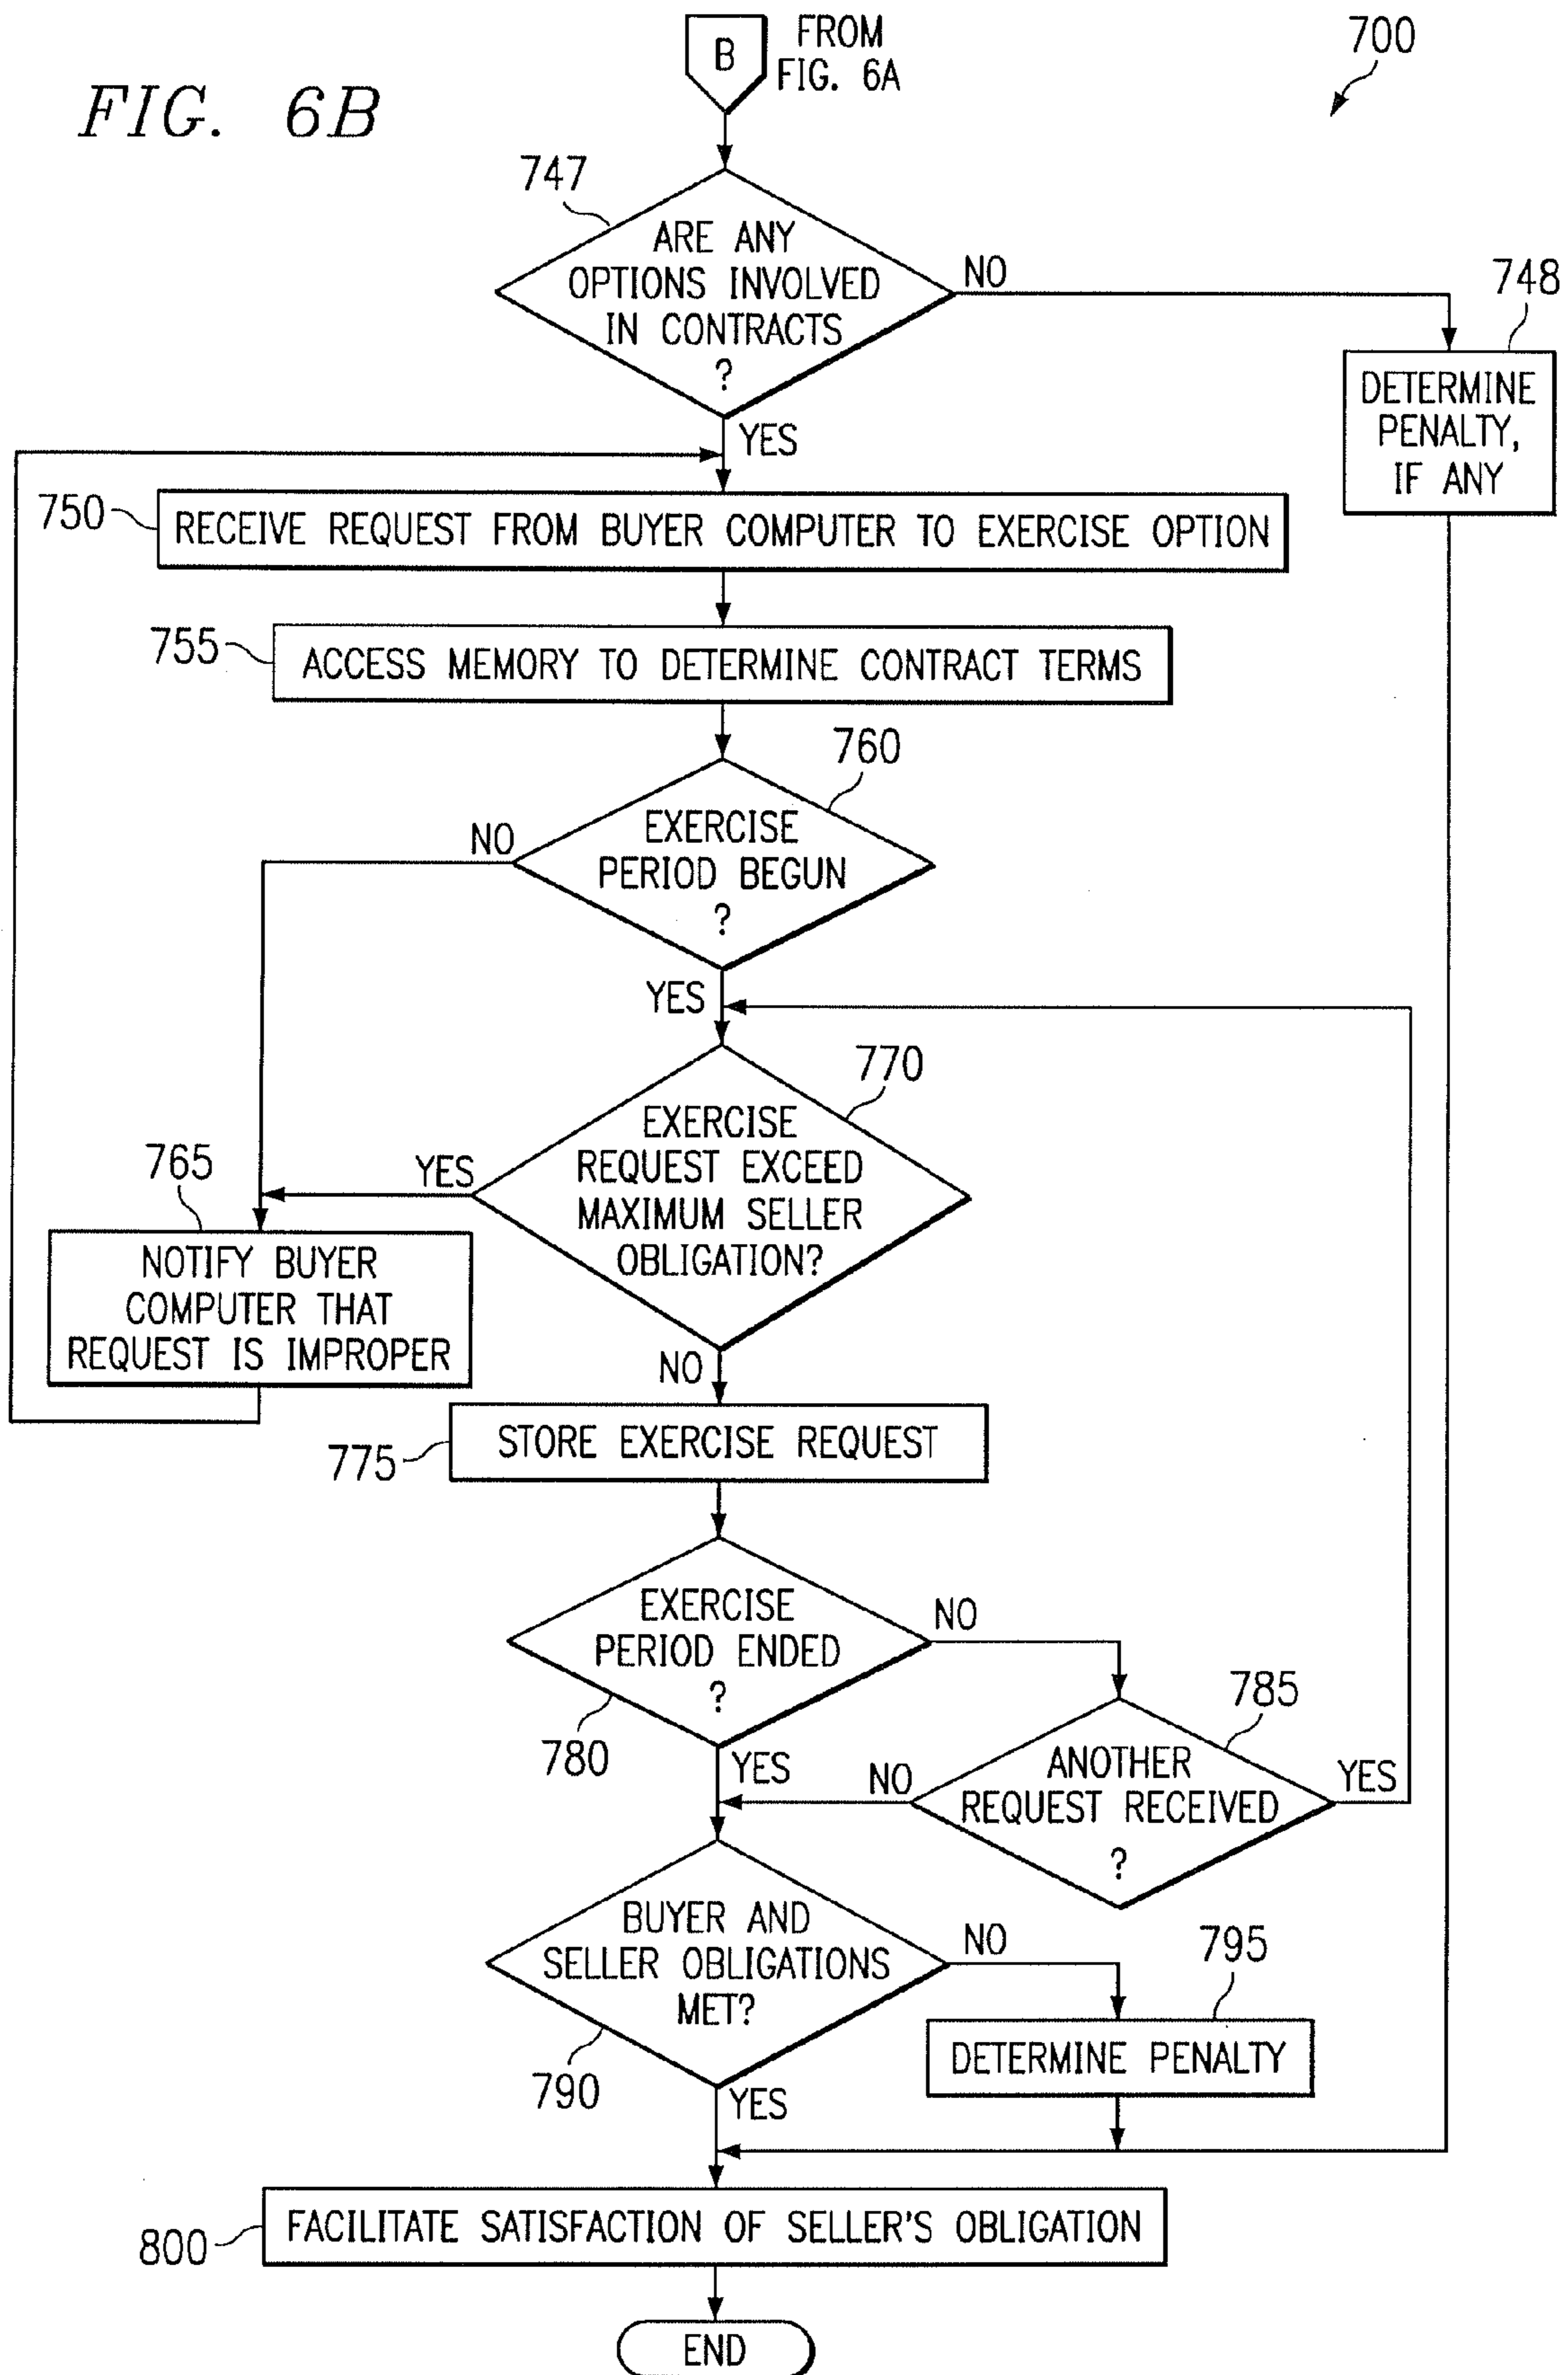 FIG. 6B
B
FROM
FIG. 6A
700
747
ARE ANY
OPTIONS INVOLVED
IN CONTRACTS
?
NO
748
DETERMINE
PENALTY,
IF ANY
YES
750
RECEIVE REQUEST FROM BUYER COMPUTER TO EXERCISE OPTION
755
ACCESS MEMORY TO DETERMINE CONTRACT TERMS
760
EXERCISE
PERIOD BEGUN
?
NO
YES
770
EXERCISE
REQUEST EXCEED
MAXIMUM SELLER
OBLIGATION?
YES
765
NOTIFY BUYER
COMPUTER THAT
REQUEST IS IMPROPER
NO
775
STORE EXERCISE REQUEST
EXERCISE
PERIOD ENDED
?
NO
780
YES
785
ANOTHER
REQUEST RECEIVED
?
NO
YES
BUYER AND
SELLER OBLIGATIONS
MET?
NO
790
795
DETERMINE PENALTY
YES
800
FACILITATE SATISFACTION OF SELLER'S OBLIGATION
END